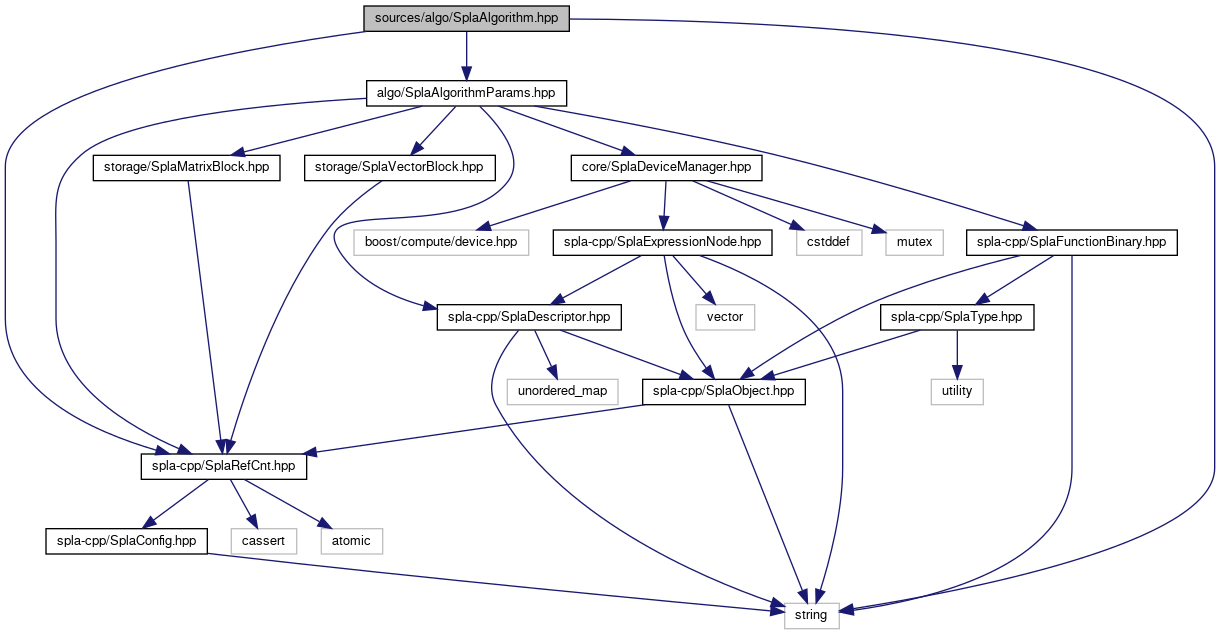 sources/algo/SplaAlgorithm.hpp
algo/SplaAlgorithmParams.hpp
storage/SplaMatrixBlock.hpp
storage/SplaVectorBlock.hpp
core/SplaDeviceManager.hpp
boost/compute/device.hpp
spla-cpp/SplaExpressionNode.hpp
cstddef
mutex
spla-cpp/SplaFunctionBinary.hpp
spla-cpp/SplaDescriptor.hpp
vector
spla-cpp/SplaType.hpp
unordered_map
spla-cpp/SplaObject.hpp
utility
spla-cpp/SplaRefCnt.hpp
spla-cpp/SplaConfig.hpp
cassert
atomic
string